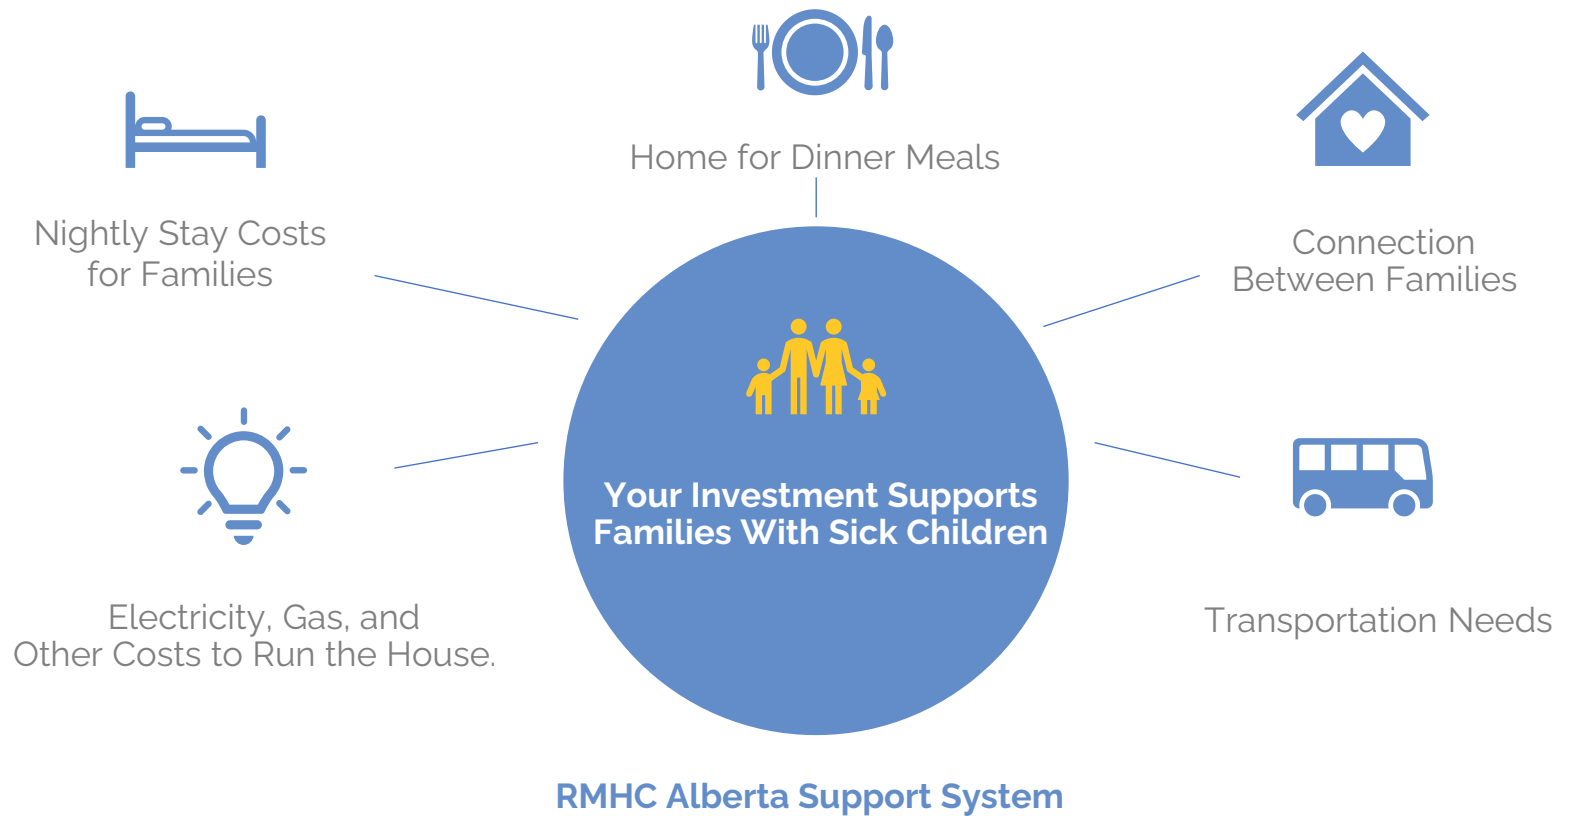 Home for Dinner Meals
Nightly Stay Costs
for Families
Connection
Between Families
Your Investment Supports
Families With Sick Children
Electricity, Gas, and
Other Costs to Run the House.
Transportation Needs
RMHC Alberta Support System